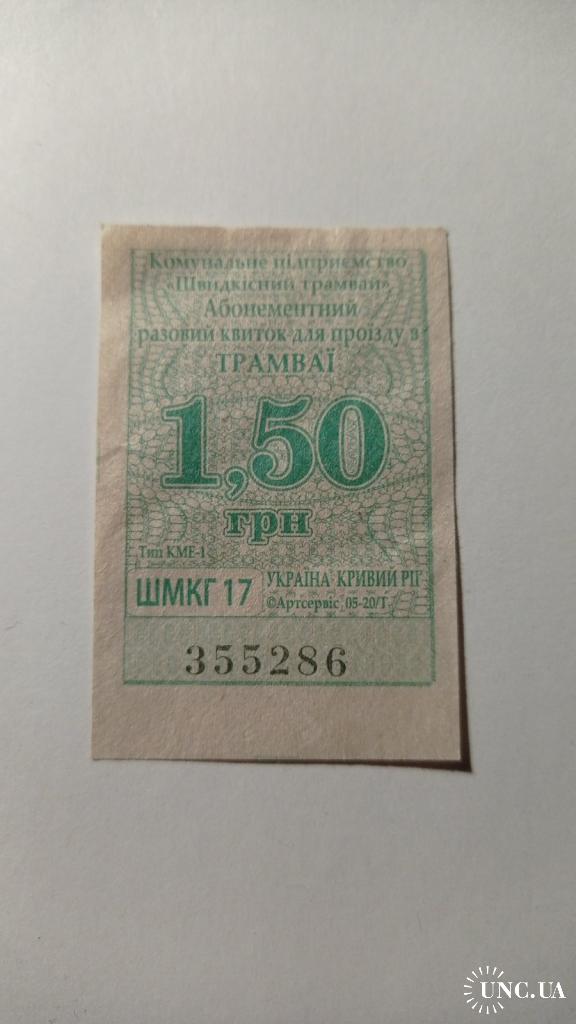 Комунальне підприємство
«Швидкісний трамвай»
Абонементний
разовий квиток для проїзду в
ТРАМВАЇ
1,50
грн
Тип КМЕ-1
ШМКГ 17
УКРАЇНА КРИВИЙ РІГ
©Артсервіс, 05-20/Т
355286
UNC.UA